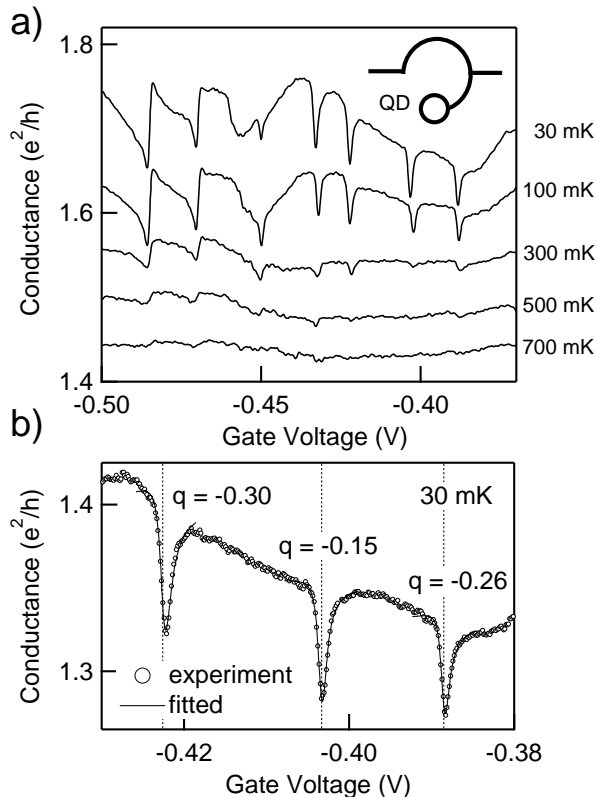 a)
1.8
QD
30 mK
100 mK
300 mK
500 mK
700 mK
1.6
1.4
Conductance (e²/h)
-0.50
-0.45
-0.40
Gate Voltage (V)
b)
1.4
1.3
Conductance (e²/h)
q = -0.30
30 mK
q = -0.15
q = -0.26
experiment
fitted
-0.42
-0.40
-0.38
Gate Voltage (V)